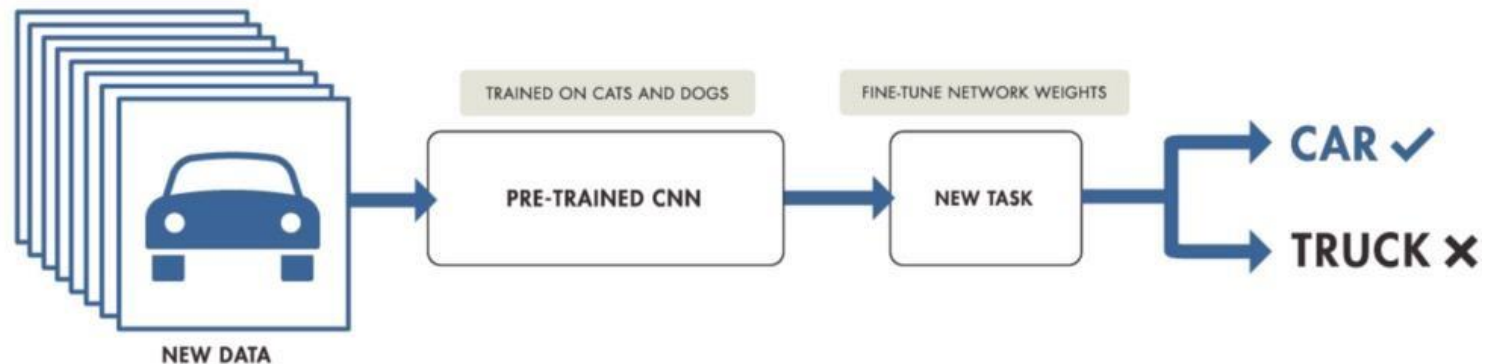 TRAINED ON CATS AND DOGS
FINE-TUNE NETWORK WEIGHTS
PRE-TRAINED CNN
NEW TASK
CAR
TRUCK
NEW DATA